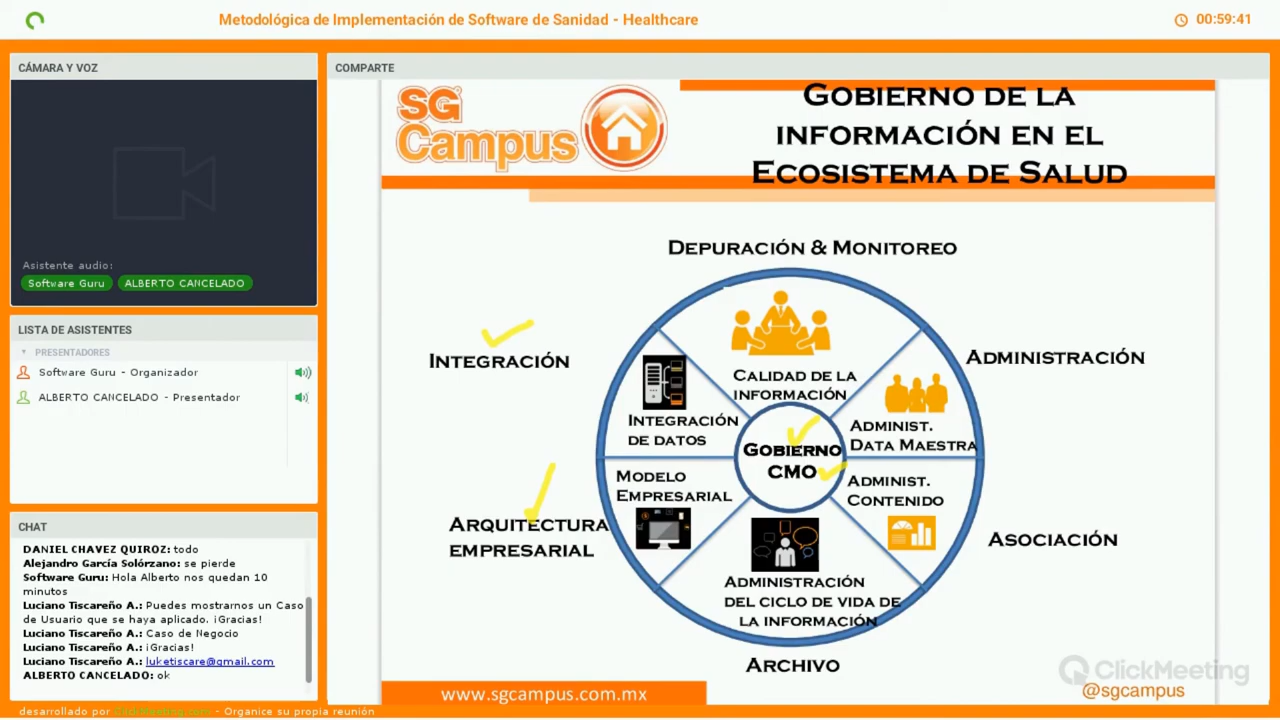 Metodológica de Implementación de Software de Sanidad - Healthcare
00:59:41
CÁMARA Y VOZ
Asistente audio:
Software Guru
ALBERTO CANCELADO
LISTA DE ASISTENTES
PRESENTADORES
Software Guru - Organizador
ALBERTO CANCELADO - Presentador
CHAT
DANIEL CHAVEZ QUIROZ: todo
Alejandro García Solórzano: se pierde
Software Guru: Hola Alberto nos quedan 10
minutos
Luciano Tiscareño A.: Puedes mostrarnos un Caso
de Usuario que se haya aplicado. ¡Gracias!
Luciano Tiscareño A.: Caso de Negocio
Luciano Tiscareño A.: ¡Gracias!
Luciano Tiscareño A.: luketiscare@gmail.com
ALBERTO CANCELADO: ok
desarrollado por ClickMeeting.com - Organice su propia reunión
COMPARTE
SG
Campus
GOBIERNO DE LA
INFORMACIÓN EN EL
ECOSISTEMA DE SALUD
DEPURACIÓN & MONITOREO
INTEGRACIÓN
ADMINISTRACIÓN
CALIDAD DE LA
INFORMACIÓN
INTEGRACIÓN
DE DATOS
ADMINIST.
DATA MAESTRA
GOBIERNO
CMO
MODELO
EMPRESARIAL
ADMINIST.
CONTENIDO
ARQUITECTURA
EMPRESARIAL
ASOCIACIÓN
ADMINISTRACIÓN
DEL CICLO DE VIDA DE
LA INFORMACIÓN
ARCHIVO
www.sgcampus.com.mx
ClickMeeting
@sgcampus